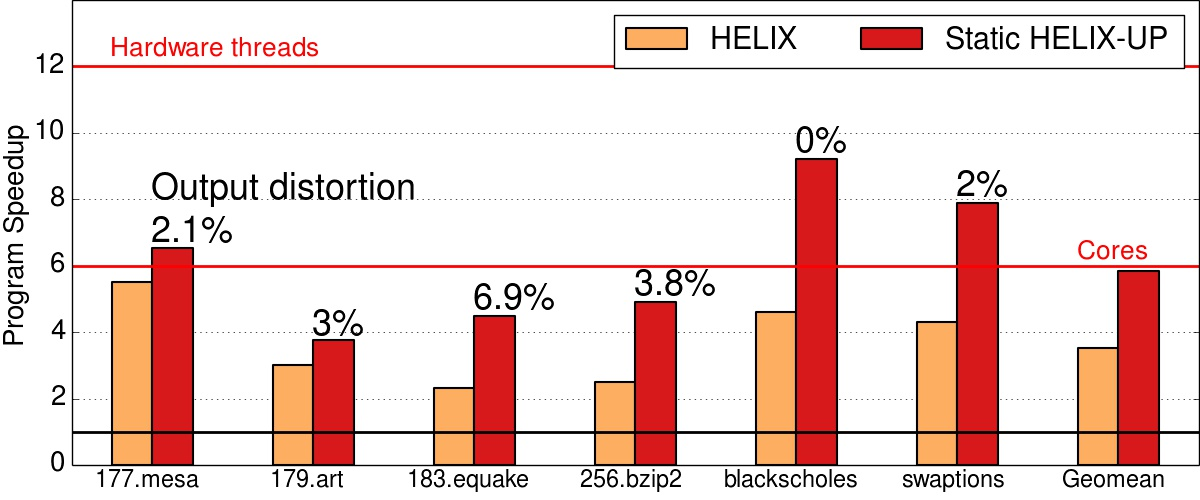 Hardware threads
HELIX
Static HELIX-UP
Program Speedup
12
10
8
6
4
2
0
Output distortion
2.1%
3%
6.9%
3.8%
0%
2%
Cores
177.mesa
179.art
183.equake
256.bzip2
blackscholes
swaptions
Geomean